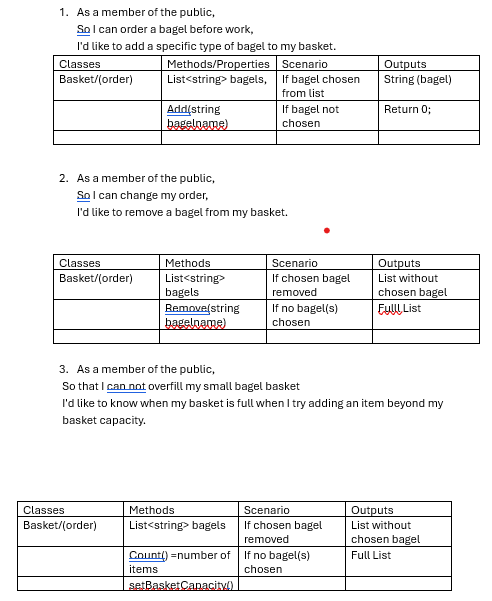 1. As a member of the public,
So I can order a bagel before work,
I'd like to add a specific type of bagel to my basket.
Classes Methods/Properties Scenario Outputs
Basket/(order) List<string> bagels, If bagel chosen String (bagel)
from list
Add(string If bagel not Return 0;
bagelname) chosen
2. As a member of the public,
So I can change my order,
I'd like to remove a bagel from my basket.
Classes Methods Scenario Outputs
Basket/(order) List<string> If chosen bagel List without
bagels removed chosen bagel
Remove(string If no bagel(s) Fulll List
bagelname) chosen
3. As a member of the public,
So that I can not overfill my small bagel basket
I'd like to know when my basket is full when I try adding an item beyond my
basket capacity.
Classes Methods Scenario Outputs
Basket/(order) List<string> bagels If chosen bagel List without
removed chosen bagel
Count() =number of If no bagel(s) Full List
items chosen
setBasketCapacity()